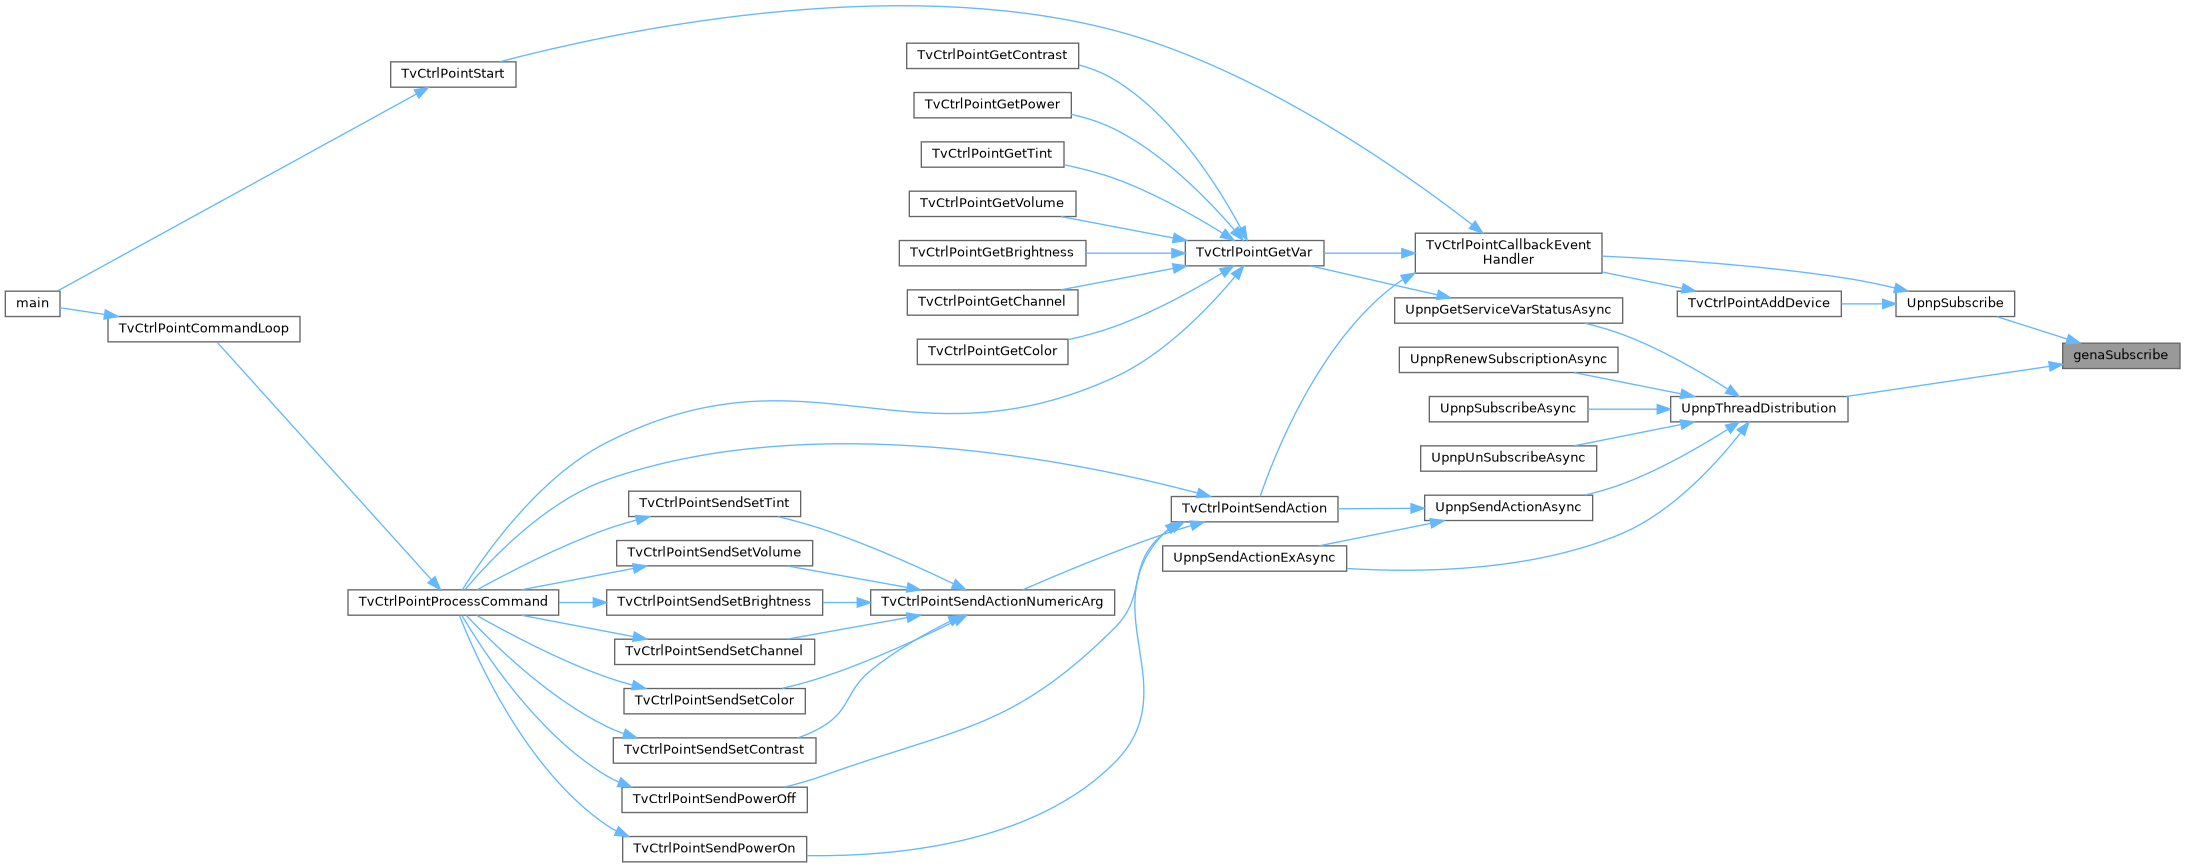 TvCtrlPointGetContrast
TvCtrlPointStart
TvCtrlPointGetPower
TvCtrlPointGetTint
TvCtrlPointGetVolume
TvCtrlPointCallbackEvent
Handler
TvCtrlPointGetBrightness
TvCtrlPointGetVar
main
TvCtrlPointGetChannel
UpnpGetServiceVarStatusAsync
TvCtrlPointAddDevice
UpnpSubscribe
TvCtrlPointCommandLoop
TvCtrlPointGetColor
UpnpRenewSubscriptionAsync
genaSubscribe
UpnpSubscribeAsync
UpnpThreadDistribution
UpnpUnSubscribeAsync
TvCtrlPointSendSetTint
TvCtrlPointSendAction
UpnpSendActionAsync
TvCtrlPointSendSetVolume
UpnpSendActionExAsync
TvCtrlPointProcessCommand
TvCtrlPointSendSetBrightness
TvCtrlPointSendActionNumericArg
TvCtrlPointSendSetChannel
TvCtrlPointSendSetColor
TvCtrlPointSendSetContrast
TvCtrlPointSendPowerOff
TvCtrlPointSendPowerOn